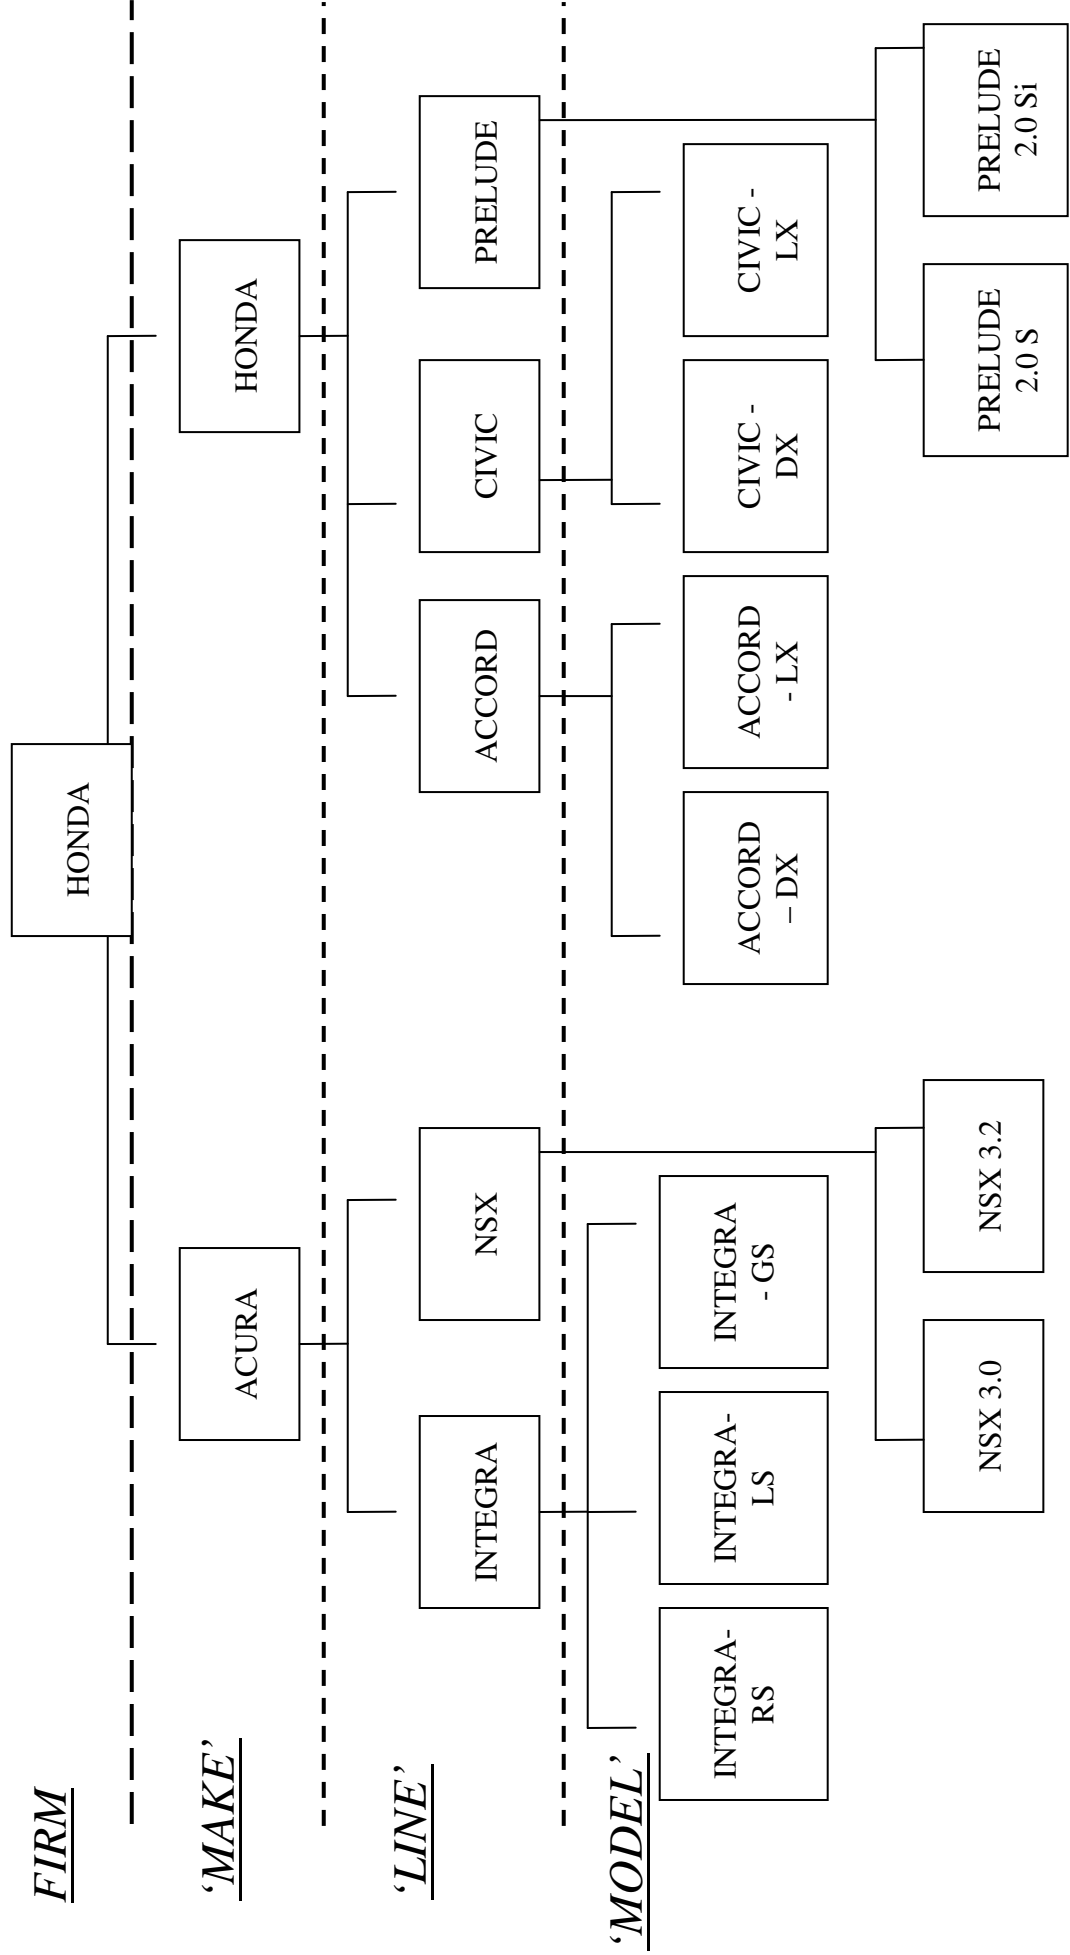 FIRM
HONDA
‘MAKE’
ACURA
HONDA
‘LINE’
INTEGRA
NSX
ACCORD
CIVIC
PRELUDE
‘MODEL’
INTEGRA-
RS
INTEGRA-
LS
INTEGRA
- GS
ACCORD
– DX
ACCORD
- LX
CIVIC -
DX
CIVIC -
LX
NSX 3.0
NSX 3.2
PRELUDE
2.0 S
PRELUDE
2.0 Si